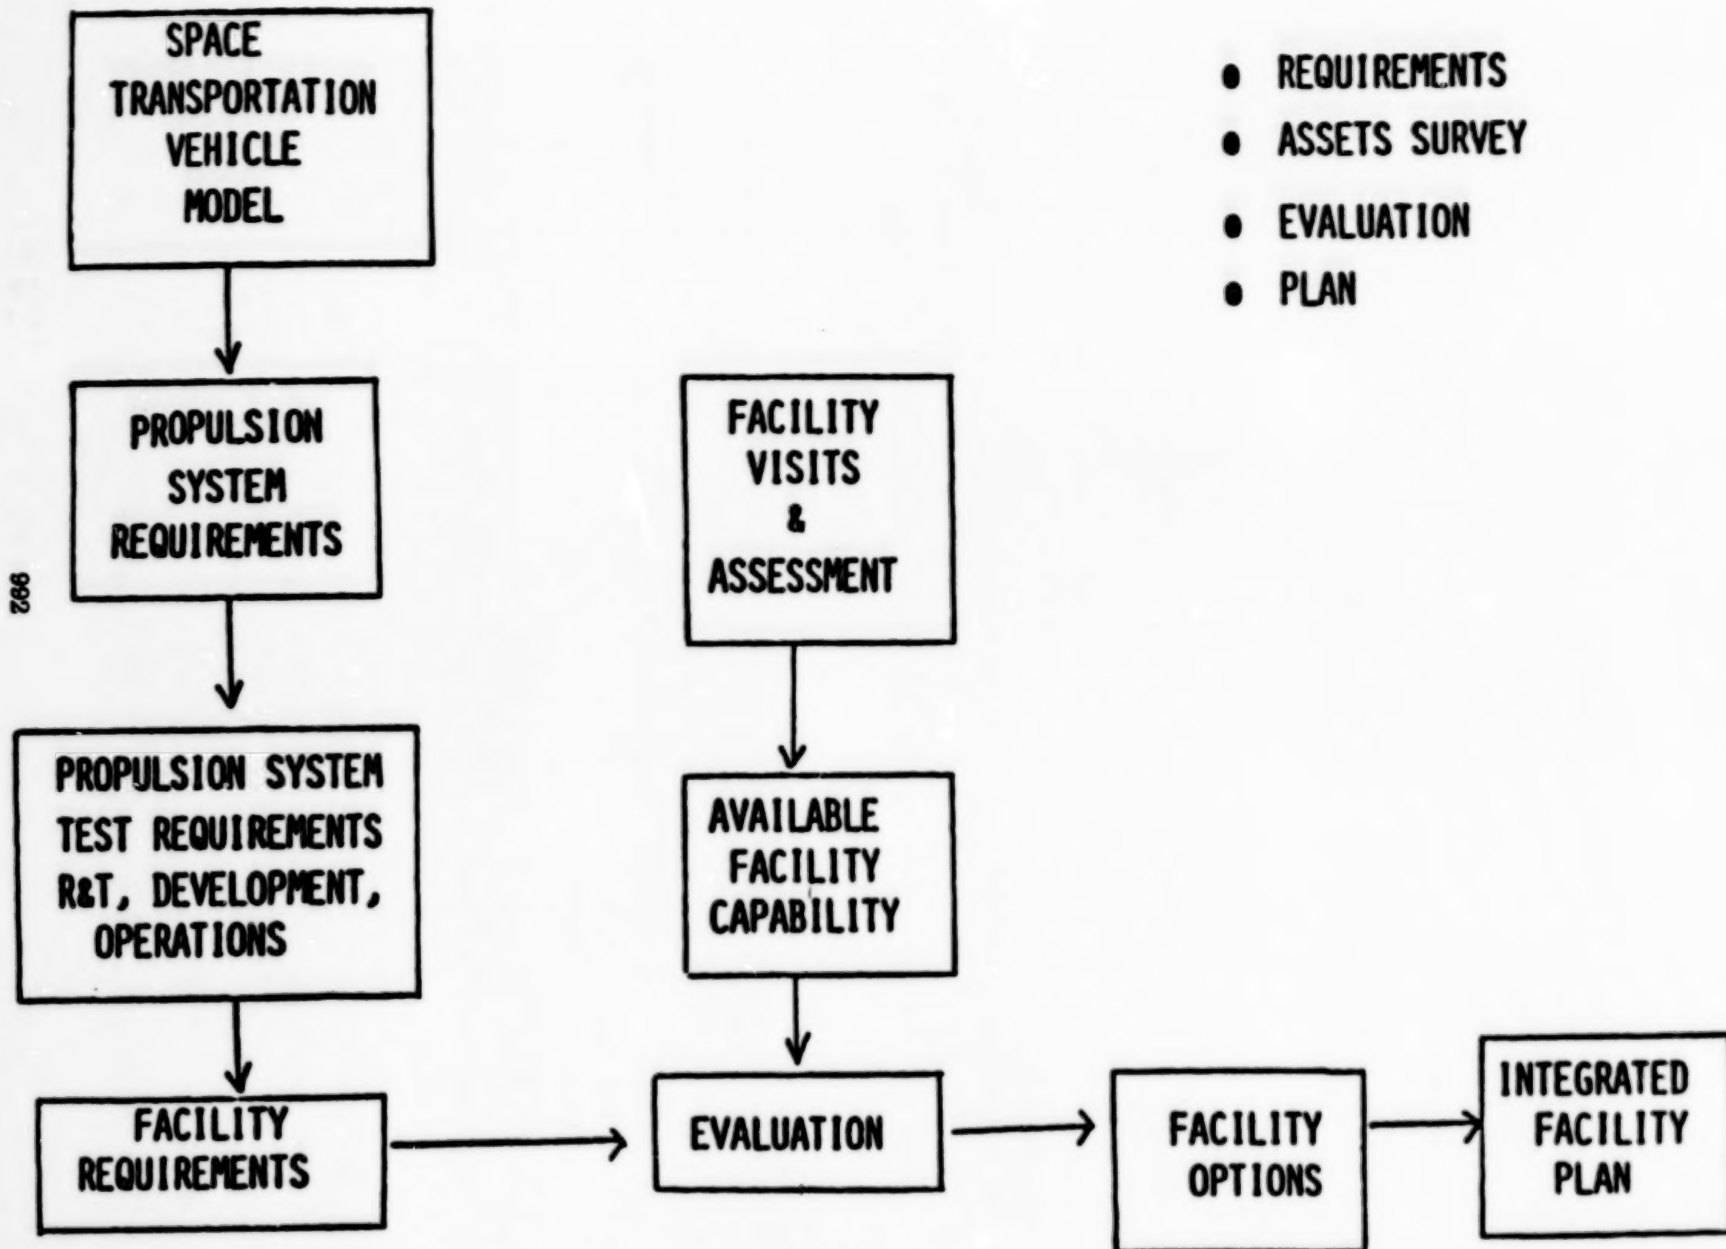 SPACE
TRANSPORTATION
VEHICLE
MODEL
● REQUIREMENTS
● ASSETS SURVEY
● EVALUATION
● PLAN
PROPULSION
SYSTEM
REQUIREMENTS
FACILITY
VISITS
&
ASSESSMENT
992
PROPULSION SYSTEM
TEST REQUIREMENTS
R&T, DEVELOPMENT,
OPERATIONS
AVAILABLE
FACILITY
CAPABILITY
FACILITY
REQUIREMENTS
EVALUATION
FACILITY
OPTIONS
INTEGRATED
FACILITY
PLAN